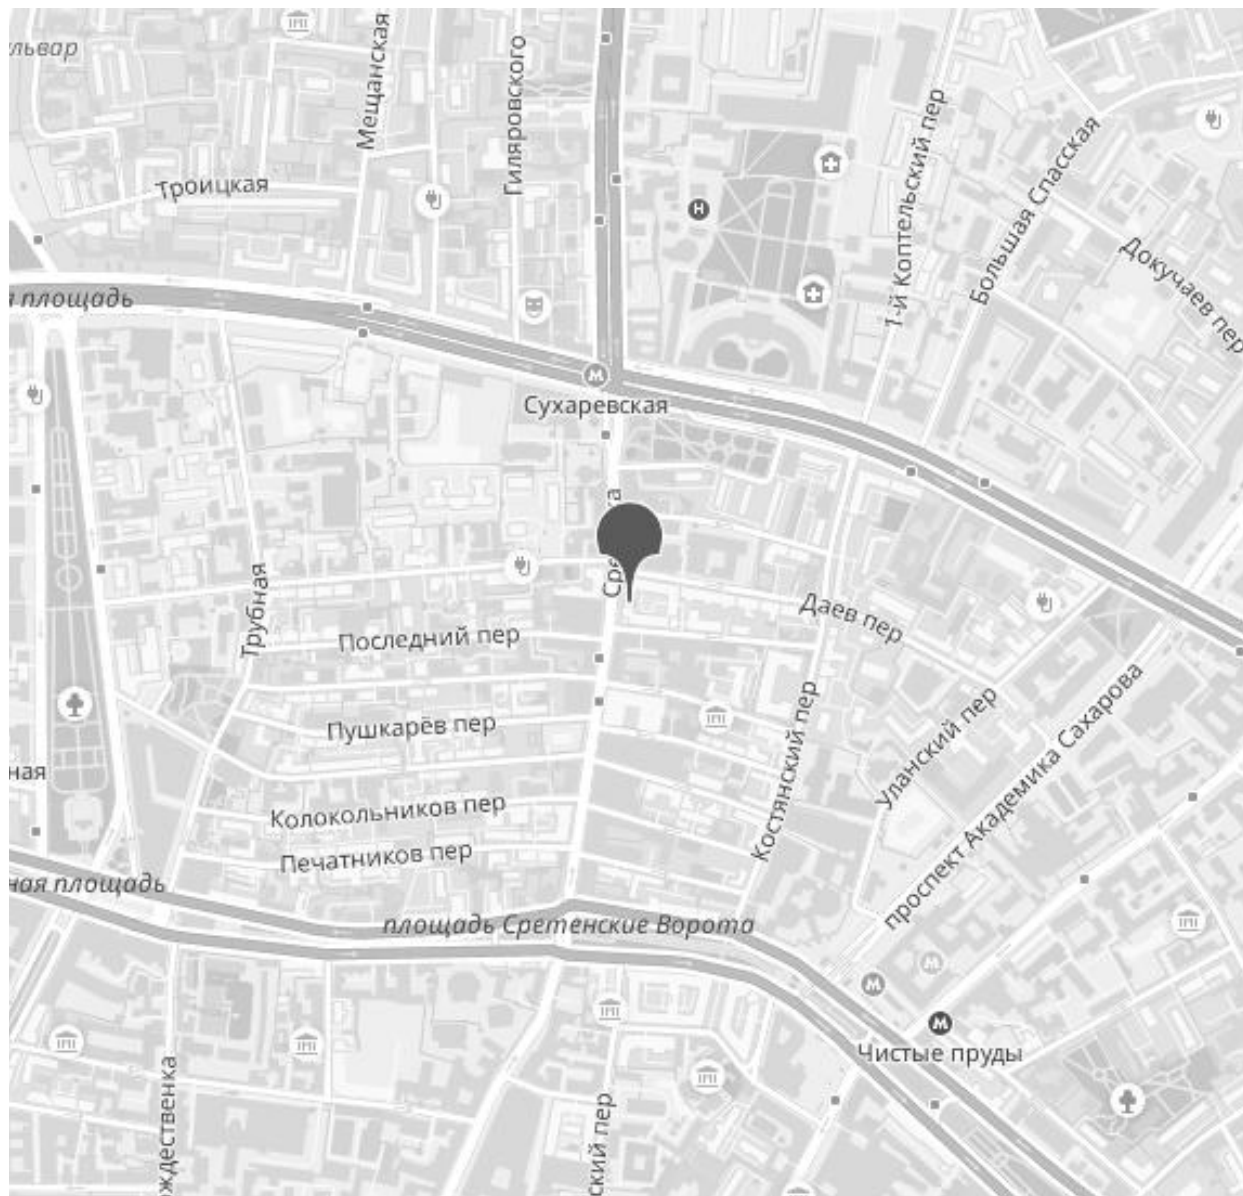 львар
Мещанская
Гиляровского
Троицкая
1-й Коптельский пер
Большая Спасская
Докучаев пер
я площадь
Н
М
Сухаревская
Трубная
Даев пер
Последний пер
Пушкарёв пер
Костянский пер
Уланский пер
проспект Академика Сахарова
ная
Колокольников пер
Печатников пер
ная площадь
площадь Сретенские Ворота
М
М
М
Чистые пруды
ождественка
ский пер